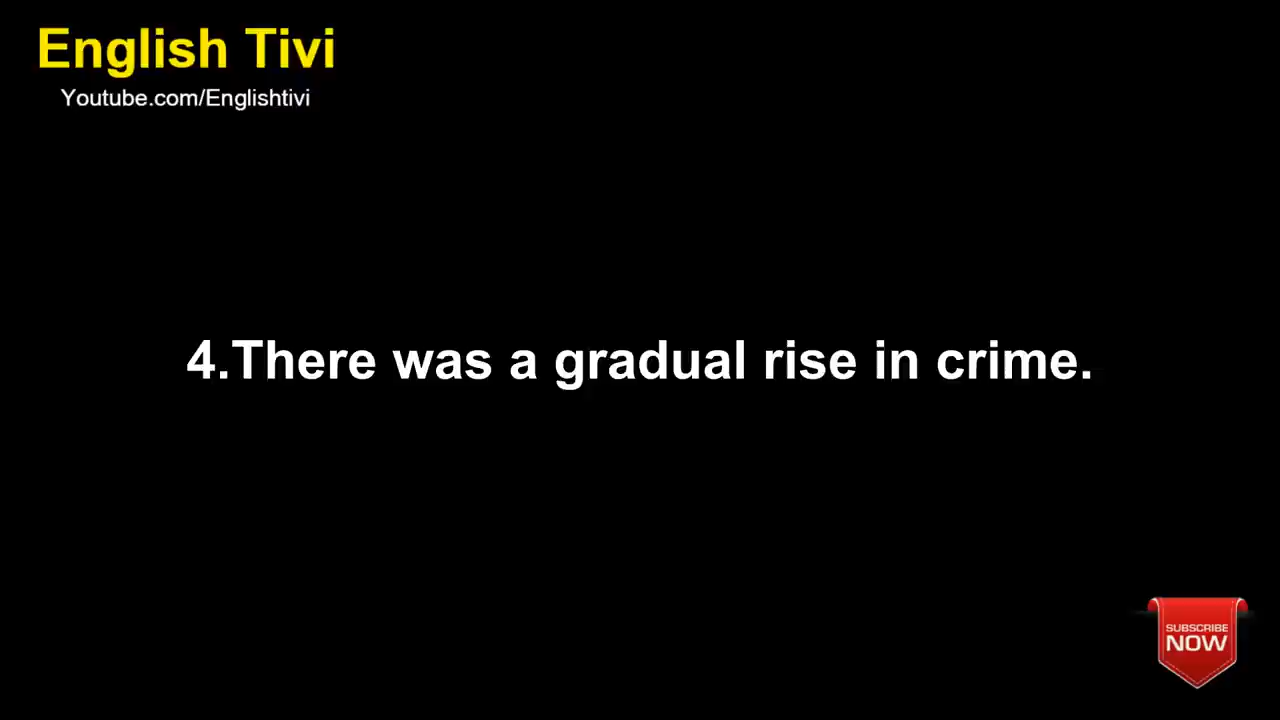 English Tivi
Youtube.com/Englishtivi
4.There was a gradual rise in crime.
SUBSCRIBE
NOW